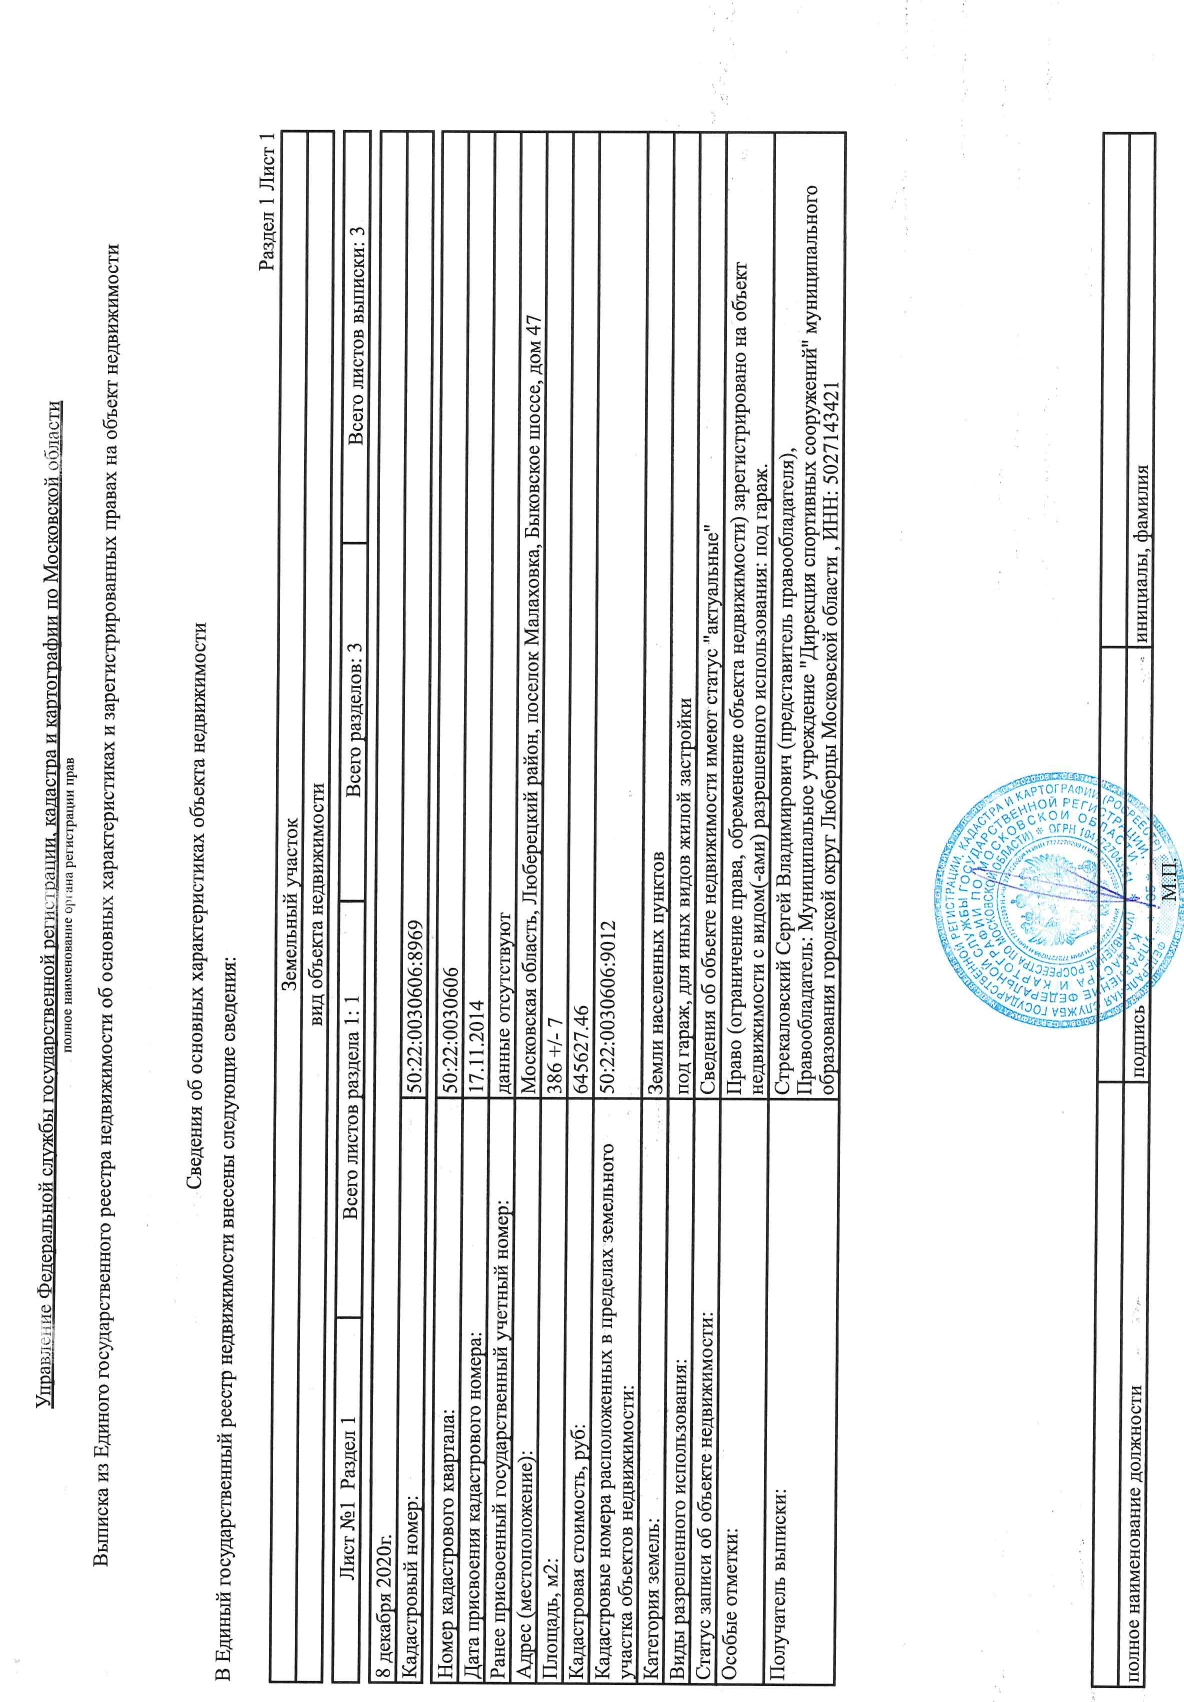 Управление Федеральной службы государственной регистрации, кадастра и картографии по Московской области
полное наименование органа регистрации прав
Выписка из Единого государственного реестра недвижимости об основных характеристиках и зарегистрированных правах на объект недвижимости
Сведения об основных характеристиках объекта недвижимости
В Единый государственный реестр недвижимости внесены следующие сведения:
Раздел 1 Лист 1
Земельный участок
вид объекта недвижимости
Лист №1 Раздел 1 Всего листов раздела 1: 1 Всего разделов: 3 Всего листов выписки: 3
8 декабря 2020г.
Кадастровый номер: 50:22:0030606:8969
Номер кадастрового квартала: 50:22:0030606
Дата присвоения кадастрового номера: 17.11.2014
Ранее присвоенный государственный учетный номер: данные отсутствуют
Адрес (местоположение): Московская область, Люберецкий район, поселок Малаховка, Быковское шоссе, дом 47
Площадь, м2: 386 +/- 7
Кадастровая стоимость, руб: 645627.46
Кадастровые номера расположенных в пределах земельного 50:22:0030606:9012
участка объектов недвижимости:
Категория земель: Земли населенных пунктов
Виды разрешенного использования: под гараж, для иных видов жилой застройки
Статус записи об объекте недвижимости: Сведения об объекте недвижимости имеют статус "актуальные"
Особые отметки: Право (ограничение права, обременение объекта недвижимости) зарегистрировано на объект
недвижимости с видом(-ами) разрешенного использования: под гараж.
Получатель выписки: Стрекаловский Сергей Владимирович (представитель правообладателя),
Правообладатель: Муниципальное учреждение "Дирекция спортивных сооружений" муниципального
образования городской округ Люберцы Московской области , ИНН: 5027143421
полное наименование должности подпись инициалы, фамилия
М.П.